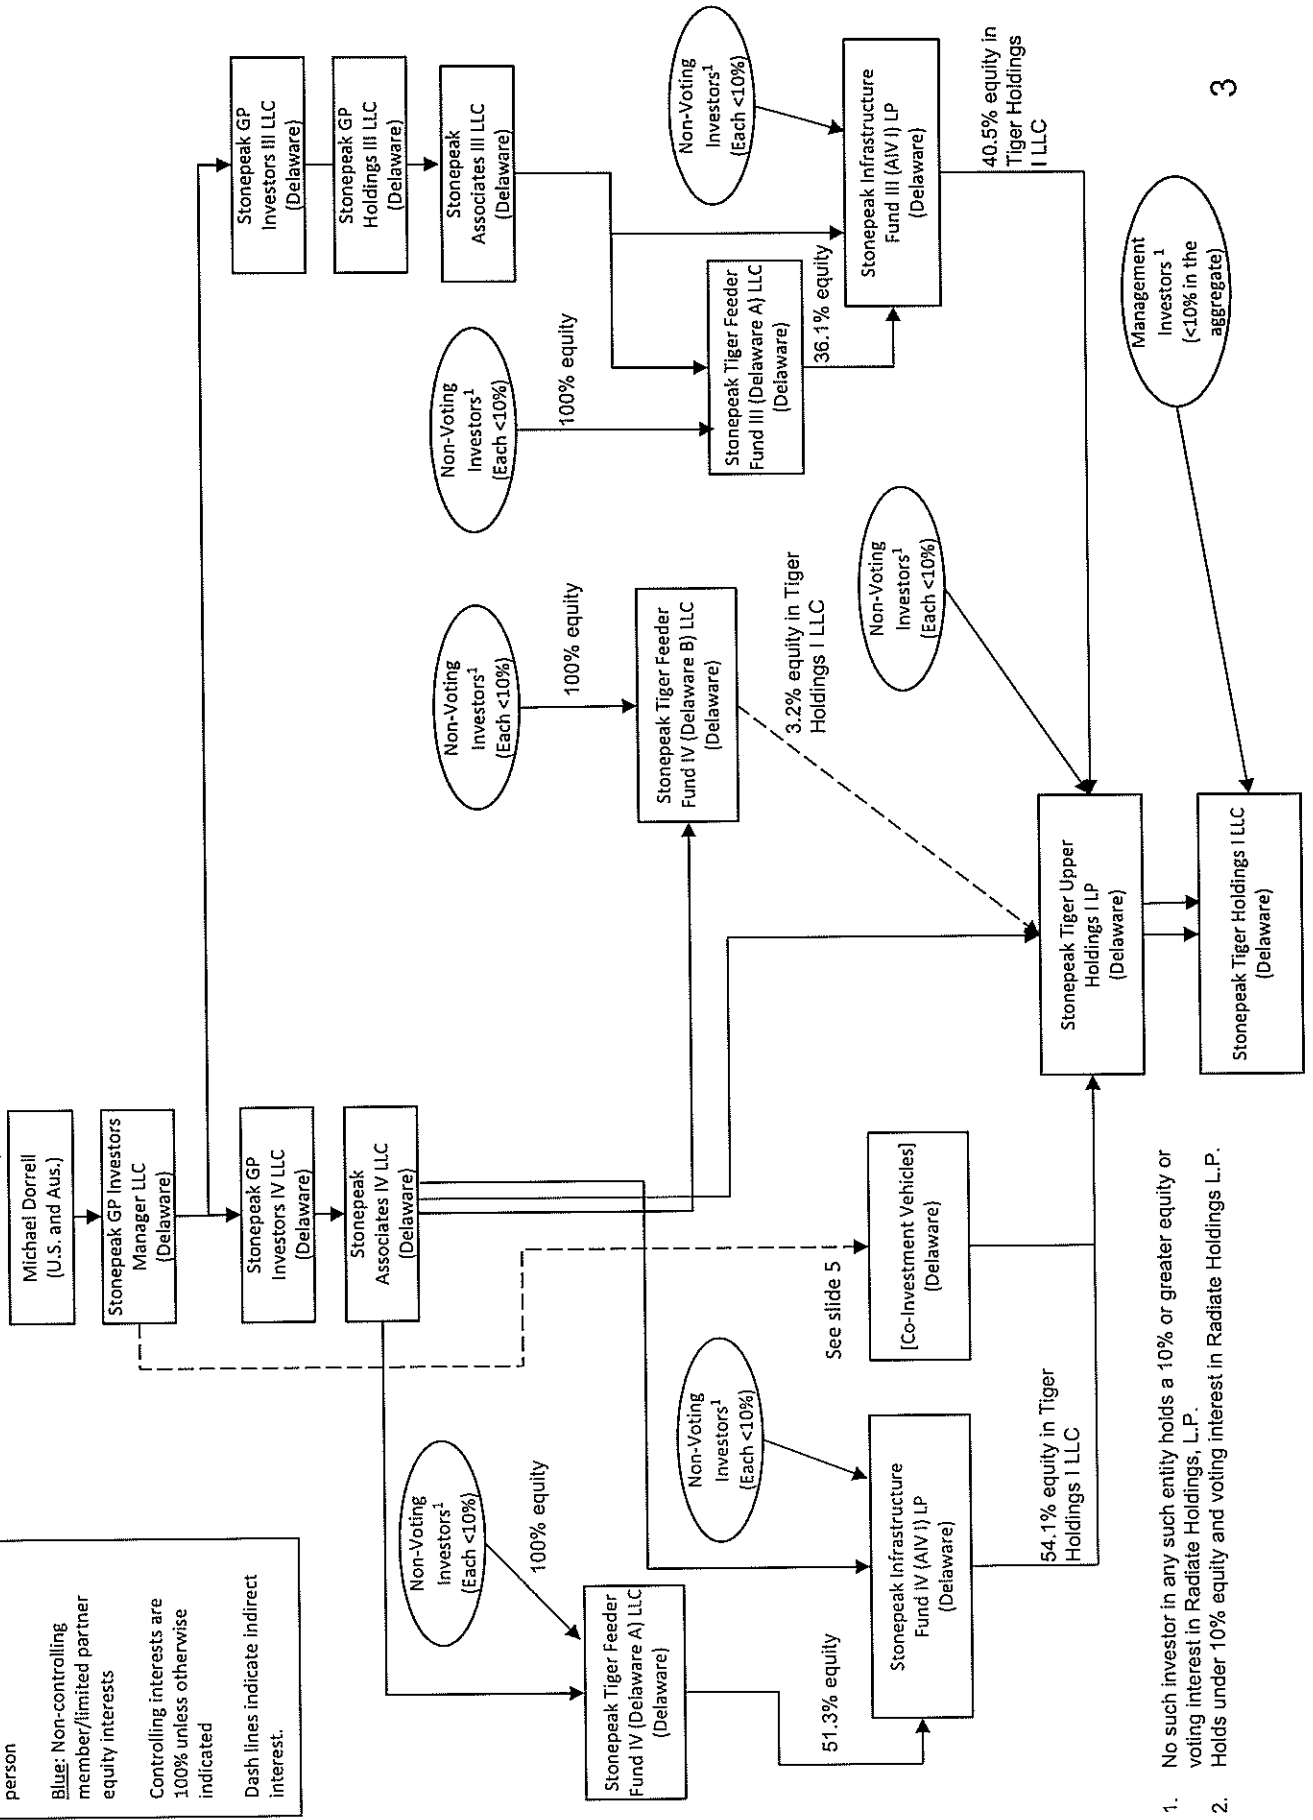 person
Blue: Non-controlling
member/limited partner
equity interests
Controlling interests are
100% unless otherwise
indicated
Dash lines indicate indirect
interest.
Michael Dorrell
(U.S. and Aus.)
Stonepeak GP Investors
Manager LLC
(Delaware)
Stonepeak GP
Investors IV LLC
(Delaware)
Stonepeak
Associates IV LLC
(Delaware)
Stonepeak GP
Investors III LLC
(Delaware)
Stonepeak GP
Holdings III LLC
(Delaware)
Stonepeak
Associates III LLC
(Delaware)
Non-Voting
Investors1
(Each <10%)
100% equity
Stonepeak Tiger Feeder
Fund IV (Delaware A) LLC
(Delaware)
51.3% equity
Non-Voting
Investors1
(Each <10%)
Stonepeak Infrastructure
Fund IV (AIV I) LP
(Delaware)
54.1% equity in Tiger
Holdings I LLC
See slide 5
[Co-Investment Vehicles]
(Delaware)
Non-Voting
Investors1
(Each <10%)
100% equity
Stonepeak Tiger Feeder
Fund IV (Delaware B) LLC
(Delaware)
3.2% equity in Tiger
Holdings I LLC
Non-Voting
Investors1
(Each <10%)
100% equity
Stonepeak Tiger Feeder
Fund III (Delaware A) LLC
(Delaware)
36.1% equity
Non-Voting
Investors1
(Each <10%)
Stonepeak Infrastructure
Fund III (AIV I) LP
(Delaware)
40.5% equity in
Tiger Holdings
I LLC
Non-Voting
Investors1
(Each <10%)
Stonepeak Tiger Upper
Holdings I LP
(Delaware)
Management
Investors 1
(<10% in the
aggregate)
Stonepeak Tiger Holdings I LLC
(Delaware)
1. No such investor in any such entity holds a 10% or greater equity or
voting interest in Radiate Holdings, L.P.
2. Holds under 10% equity and voting interest in Radiate Holdings L.P.
3